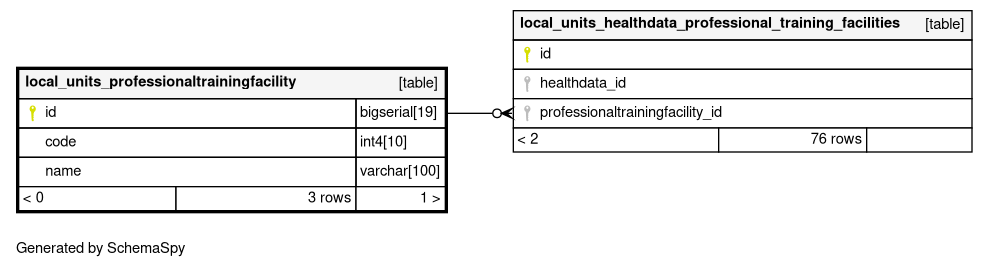 local_units_professionaltrainingfacility [table]
id bigserial[19]
code int4[10]
name varchar[100]
< 0 3 rows 1 >
local_units_healthdata_professional_training_facilities [table]
id
healthdata_id
professionaltrainingfacility_id
< 2 76 rows
Generated by SchemaSpy